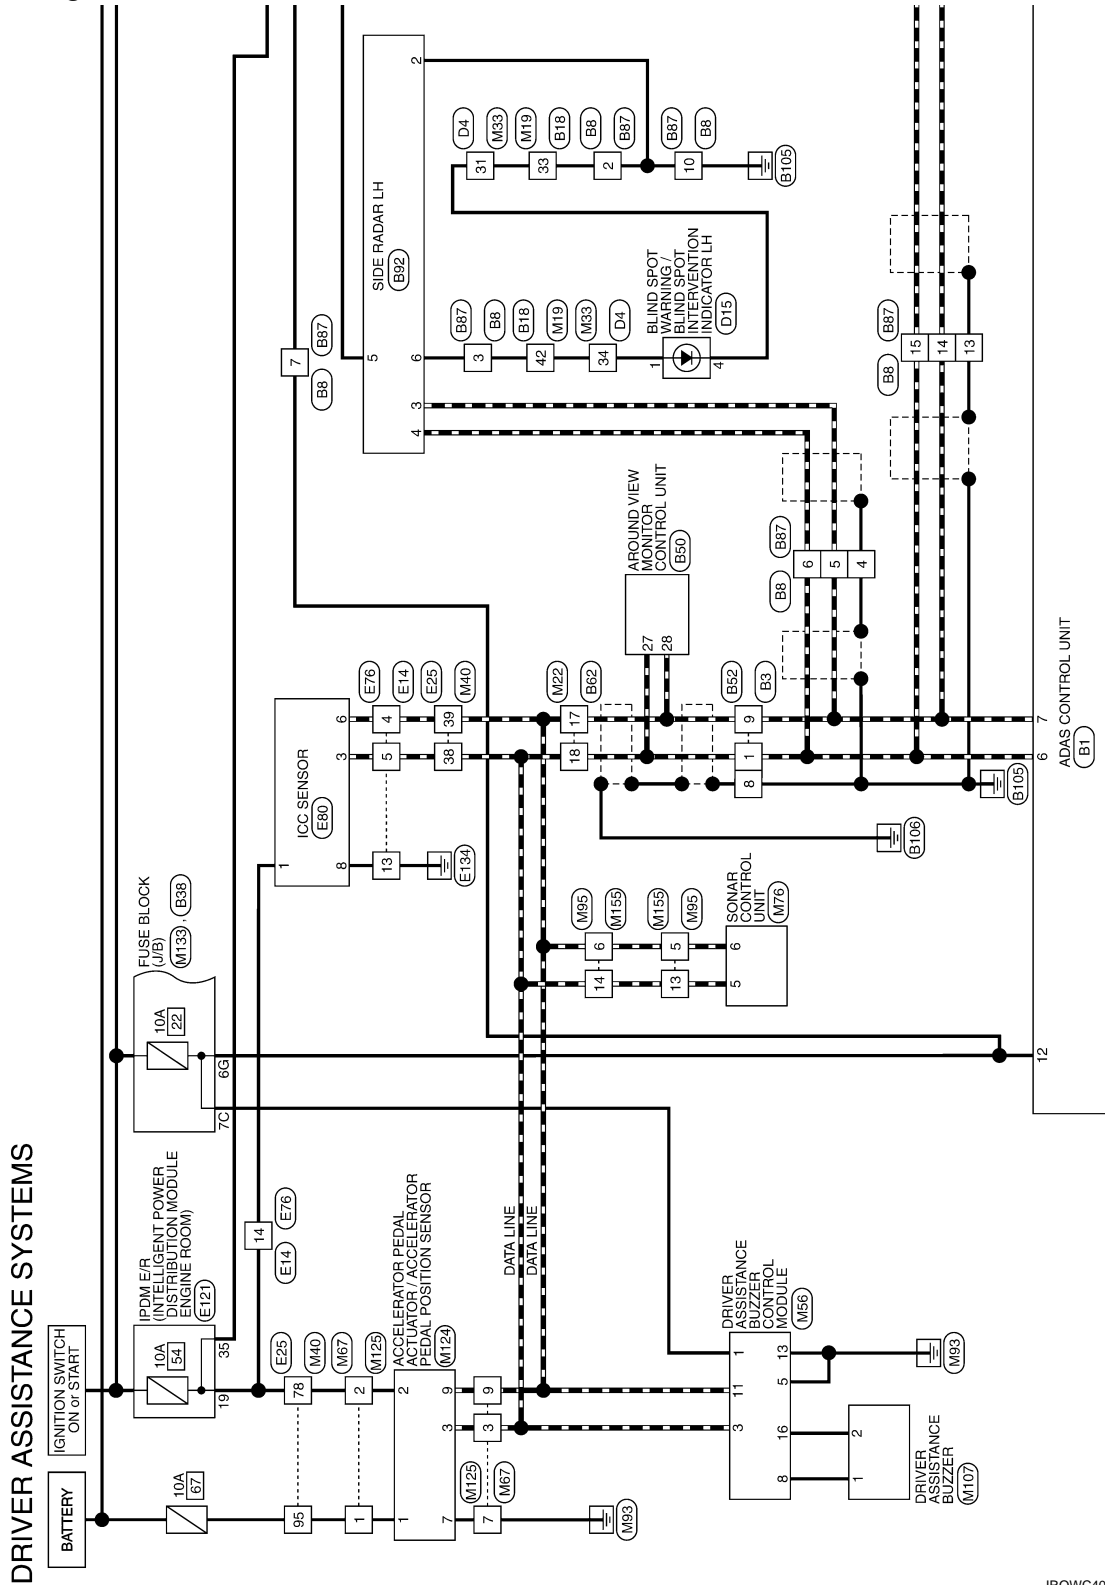 DRIVER ASSISTANCE SYSTEMS
BATTERY
IGNITION SWITCH
ON or START
10A
67
IPDM E/R
(INTELLIGENT POWER
DISTRIBUTION MODULE
ENGINE ROOM)
E121
10A
54
19
35
FUSE BLOCK
(J/B)
M133 , B38
10A
22
7C
6G
E14
14
E76
E25
M40
M67
M125
95
78
1
2
ACCELERATOR PEDAL
ACTUATOR / ACCELERATOR
PEDAL POSITION SENSOR
M124
1
2
7
3
9
M125
M67
7
3
9
M93
DATA LINE
DATA LINE
DRIVER
ASSISTANCE
BUZZER
CONTROL
MODULE
M56
3
11
1
8
16
5
13
M93
1
2
DRIVER
ASSISTANCE
BUZZER
M107
ICC SENSOR
E80
1
8
3
6
13
5
4
E76
E14
E25
M40
38
39
E134
M22
B62
18
17
M95
M155
14
6
M155
M95
13
5
SONAR
CONTROL
UNIT
M76
5
6
AROUND VIEW
MONITOR
CONTROL UNIT
B50
27
28
B52
B3
8
1
9
B106
B105
B8
7
B87
SIDE RADAR LH
B92
5
2
6
3
4
B87
B8
B18
M19
M33
D4
3
42
34
BLIND SPOT
WARNING /
BLIND SPOT
INTERVENTION
INDICATOR LH
D15
1
4
D4
M33
M19
B18
B8
B87
B87
B8
31
33
2
10
B105
B8
B87
6
5
4
B8
B87
15
14
13
12
6
7
ADAS CONTROL UNIT
B1